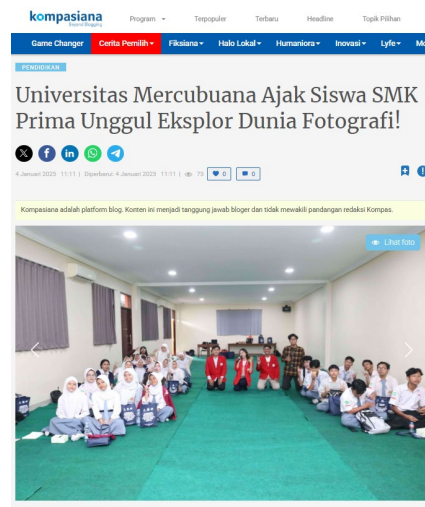 kompasiana
Beyond Blogging
Program
Terpopuler
Terbaru
Headline
Topik Pilihan
Game Changer
Cerita Pemilih
Fiksiana
Halo Lokal
Humaniora
Inovasi
Lyfe
PENDIDIKAN
Universitas Mercubuana Ajak Siswa SMK
Prima Unggul Eksplor Dunia Fotografi!
4 Januari 2025 11:11 | Diperbarui: 4 Januari 2025 11:11 | 75 0 0
Kompasiana adalah platform blog. Konten ini menjadi tanggung jawab bloger dan tidak mewakili pandangan redaksi Kompas.
Lihat foto